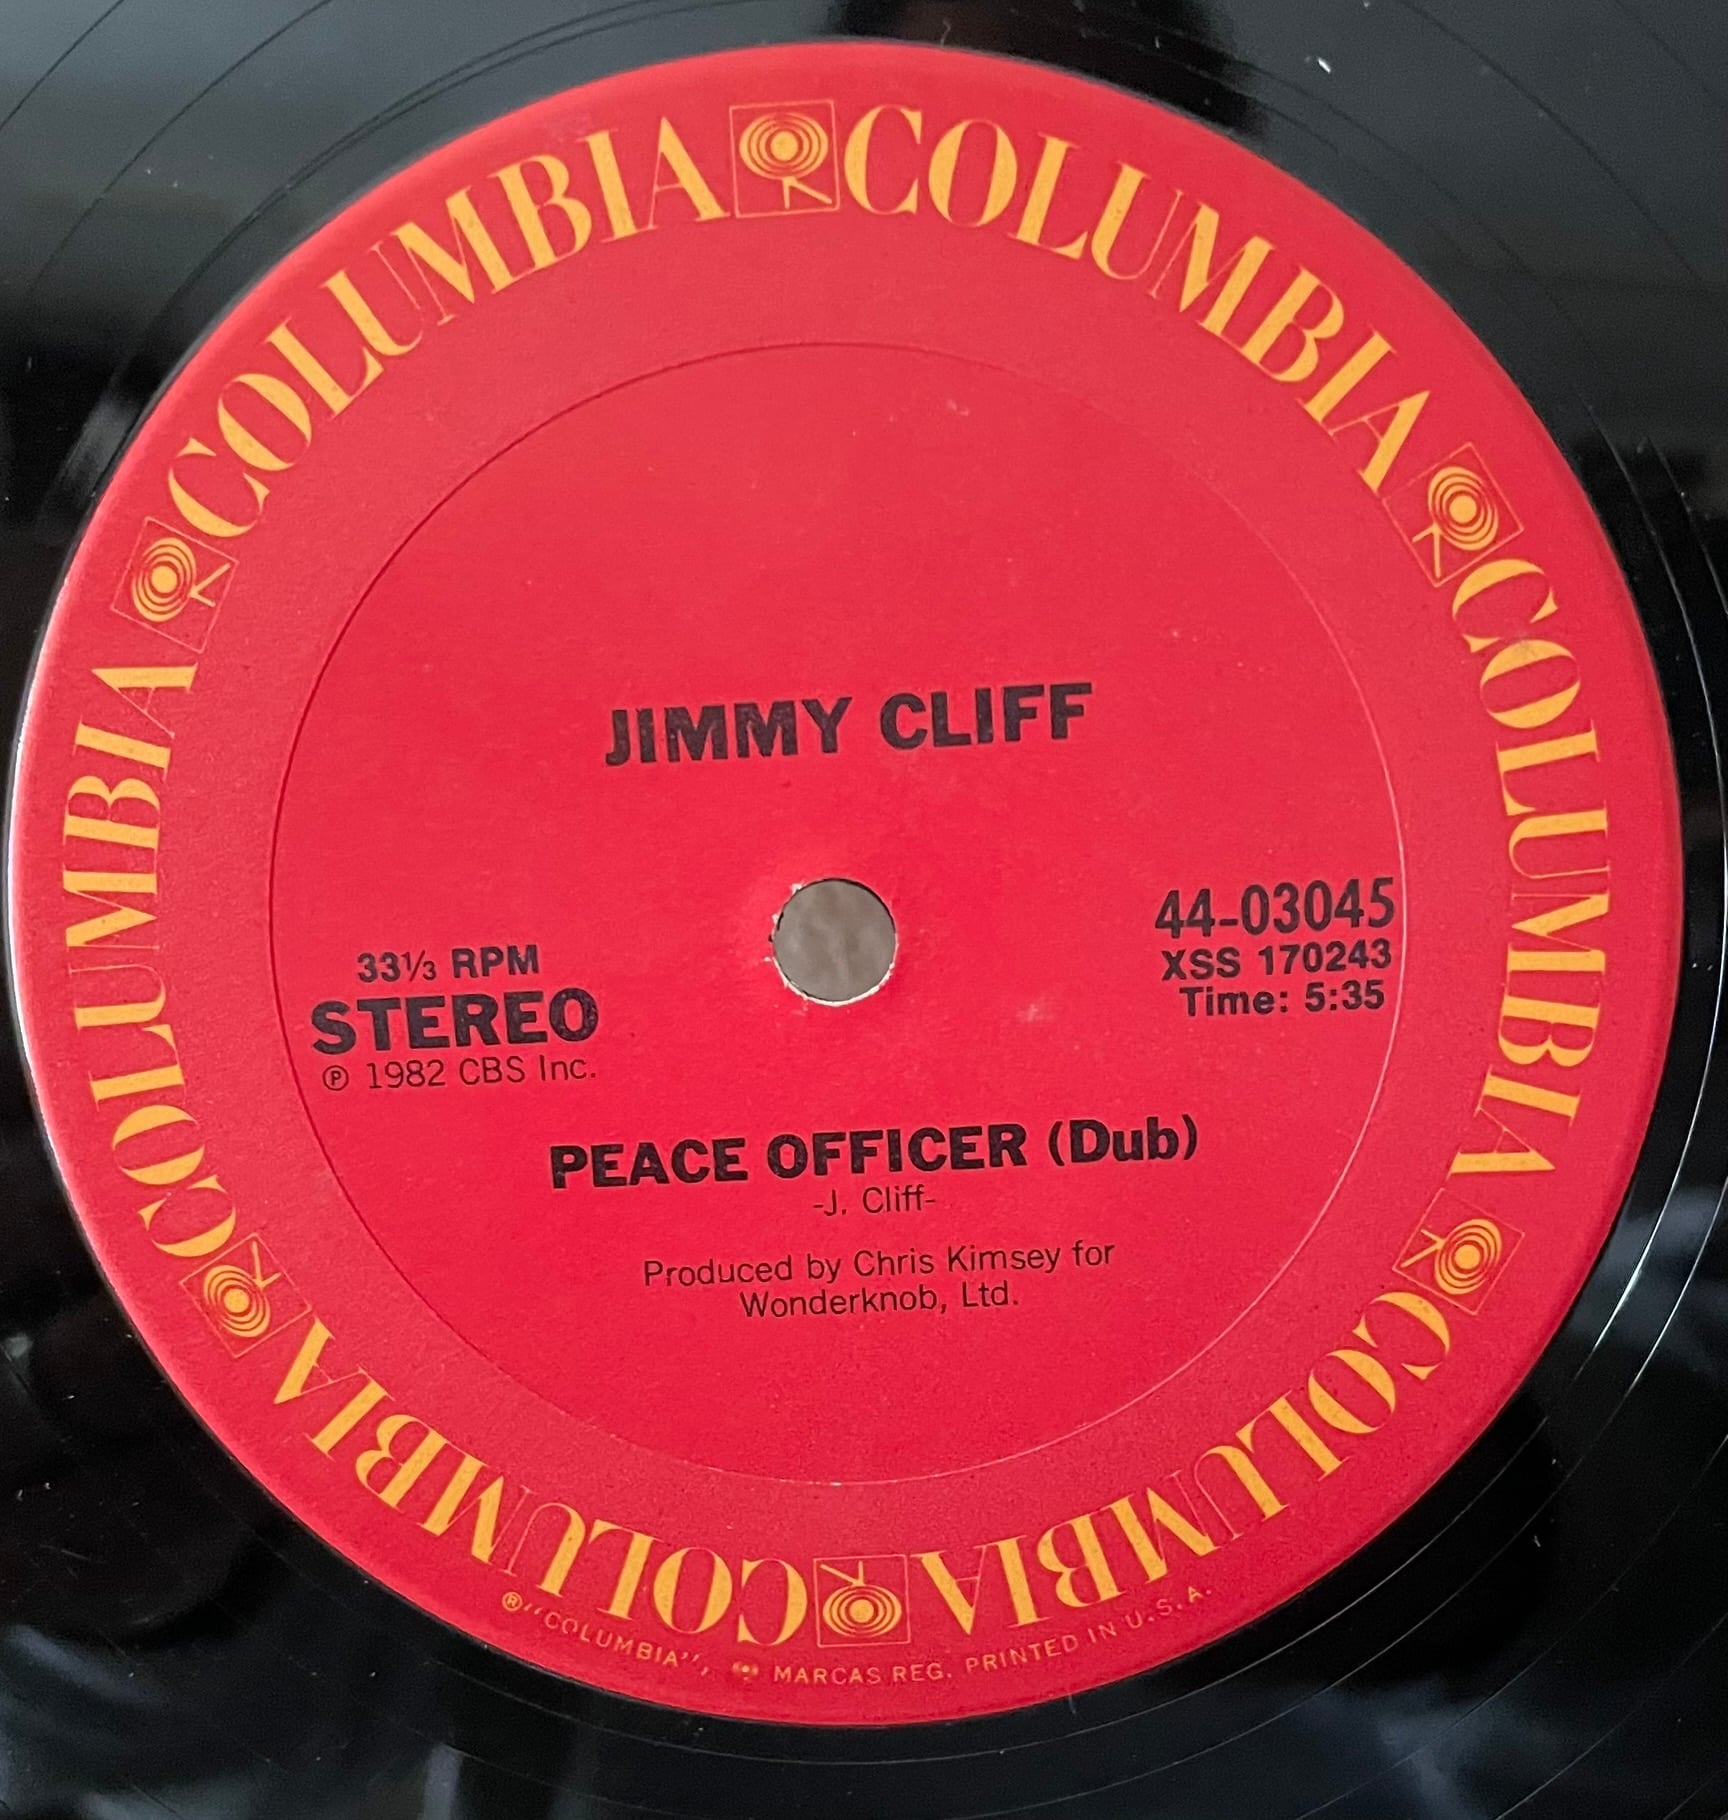 COLUMBIA COLUMBIA COLUMBIA COLUMBIA COLUMBIA COLUMBIA
JIMMY CLIFF
33⅓ RPM
STEREO
℗ 1982 CBS Inc.
44-03045
XSS 170243
Time: 5:35
PEACE OFFICER (Dub)
-J. Cliff-
Produced by Chris Kimsey for
Wonderknob, Ltd.
®"COLUMBIA", MARCAS REG. PRINTED IN U.S.A.